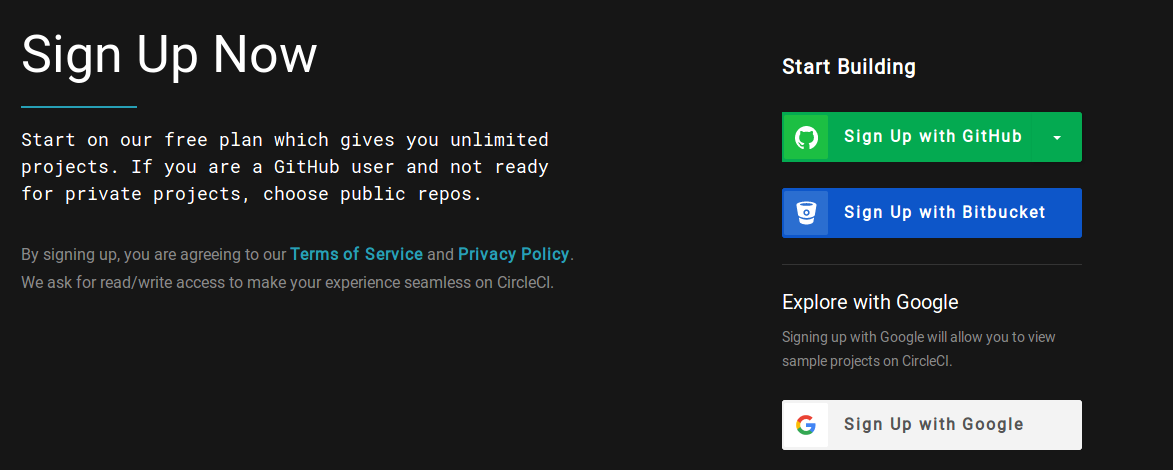 Sign Up Now
Start on our free plan which gives you unlimited
projects. If you are a GitHub user and not ready
for private projects, choose public repos.
By signing up, you are agreeing to our Terms of Service and Privacy Policy.
We ask for read/write access to make your experience seamless on CircleCI.
Start Building
Sign Up with GitHub
Sign Up with Bitbucket
Explore with Google
Signing up with Google will allow you to view
sample projects on CircleCI.
Sign Up with Google